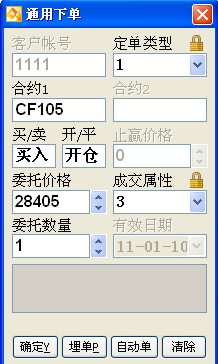 通用下单
客户帐号 定单类型
1111 1
合约1 合约2
CF105
买/卖 开/平 止赢价格
买入 开仓 0
委托价格 成交属性
28405 3
委托数量 有效日期
1 11-01-10
确定Y 埋单P 自动单 清除